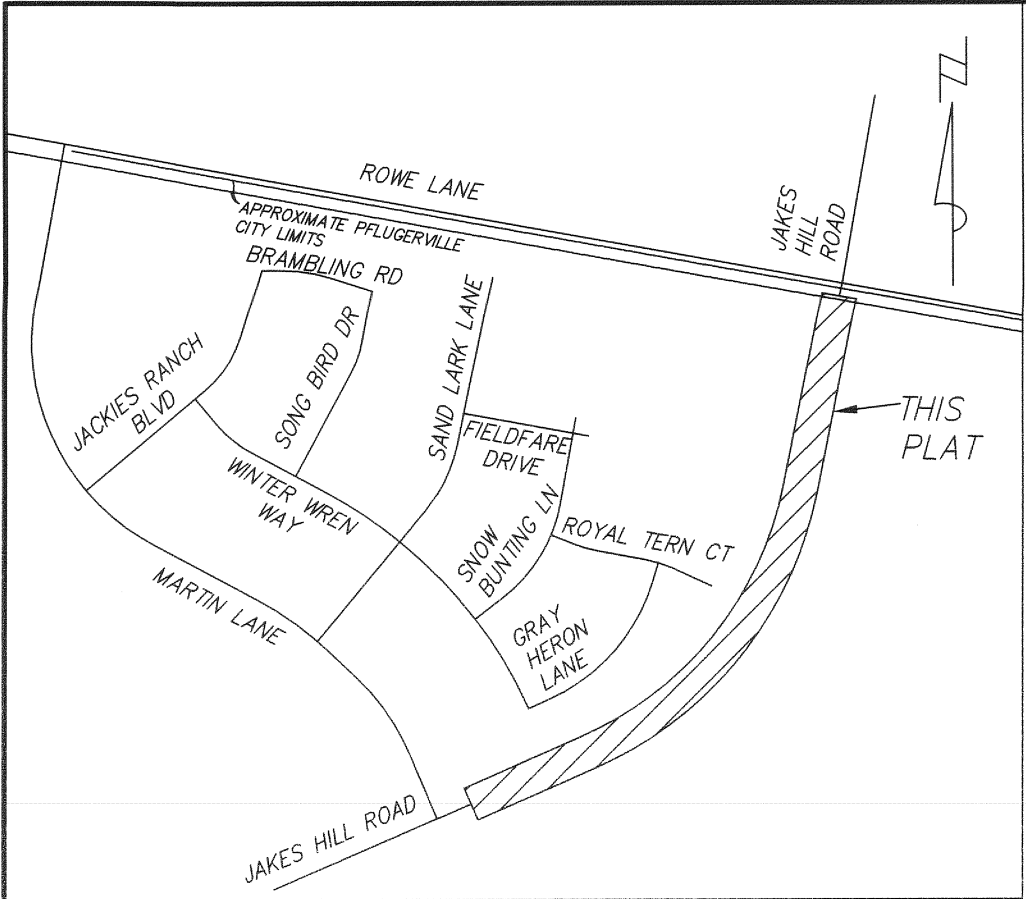 N
ROWE LANE
JAKES
HILL
ROAD
APPROXIMATE PFLUGERVILLE
CITY LIMITS
BRAMBLING RD
SAND LARK LANE
SONG BIRD DR
JACKIES RANCH
BLVD
THIS
PLAT
FIELDFARE
DRIVE
WINTER WREN
WAY
SNOW
BUNTING LN
ROYAL TERN CT
MARTIN LANE
GRAY
HERON
LANE
JAKES HILL ROAD